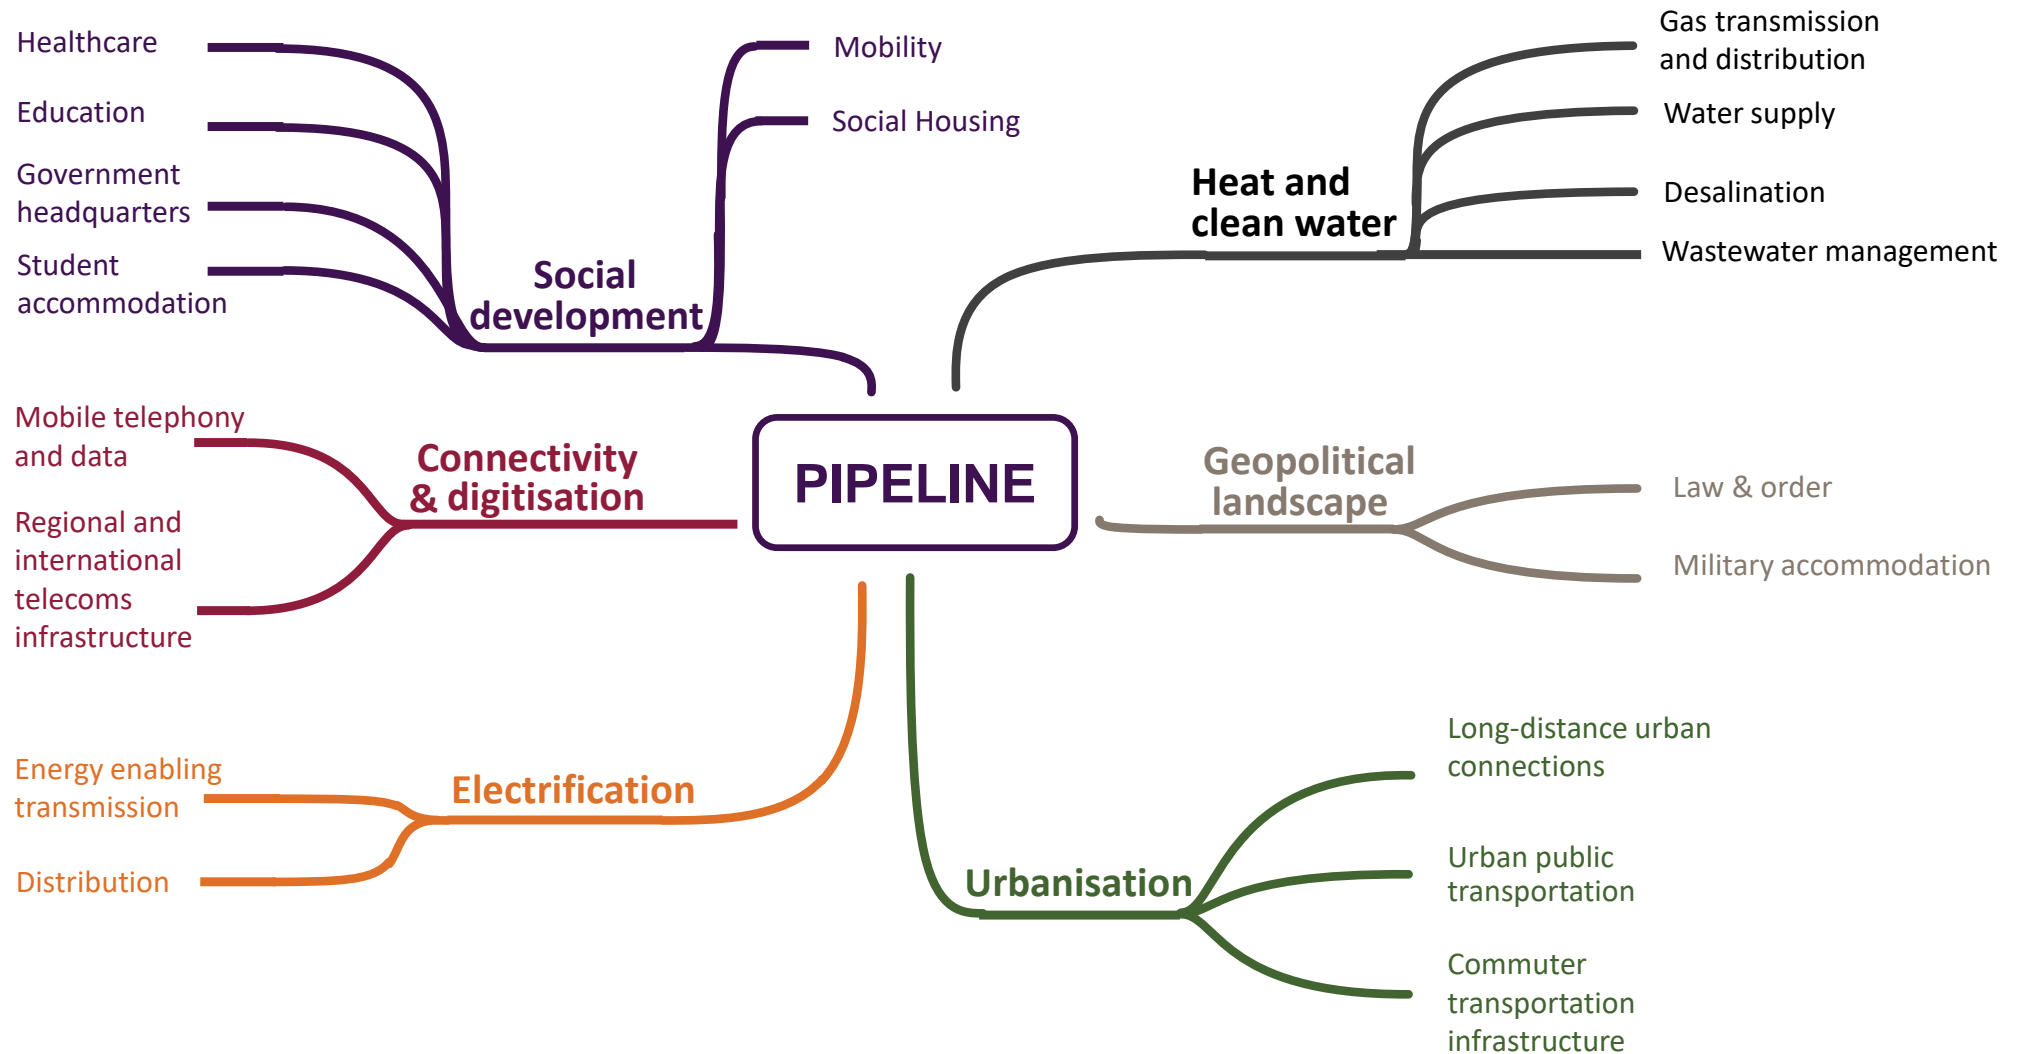 Healthcare
Education
Government
headquarters
Student
accommodation
Mobility
Social Housing
Social
development
Gas transmission
and distribution
Water supply
Desalination
Wastewater management
Heat and
clean water
Mobile telephony
and data
Regional and
international
telecoms
infrastructure
Connectivity
& digitisation
PIPELINE
Geopolitical
landscape
Law & order
Military accommodation
Energy enabling
transmission
Distribution
Electrification
Urbanisation
Long-distance urban
connections
Urban public
transportation
Commuter
transportation
infrastructure